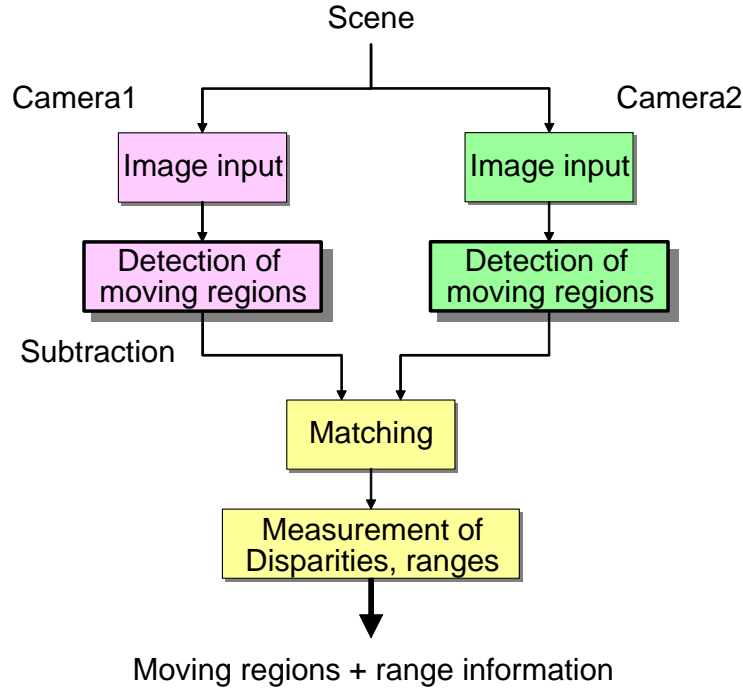 Scene
Camera1
Camera2
Image input
Image input
Detection of
moving regions
Detection of
moving regions
Subtraction
Matching
Measurement of
Disparities, ranges
Moving regions + range information